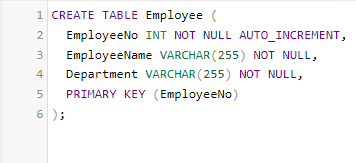 1 CREATE TABLE Employee (
2 EmployeeNo INT NOT NULL AUTO_INCREMENT,
3 EmployeeName VARCHAR(255) NOT NULL,
4 Department VARCHAR(255) NOT NULL,
5 PRIMARY KEY (EmployeeNo)
6 );